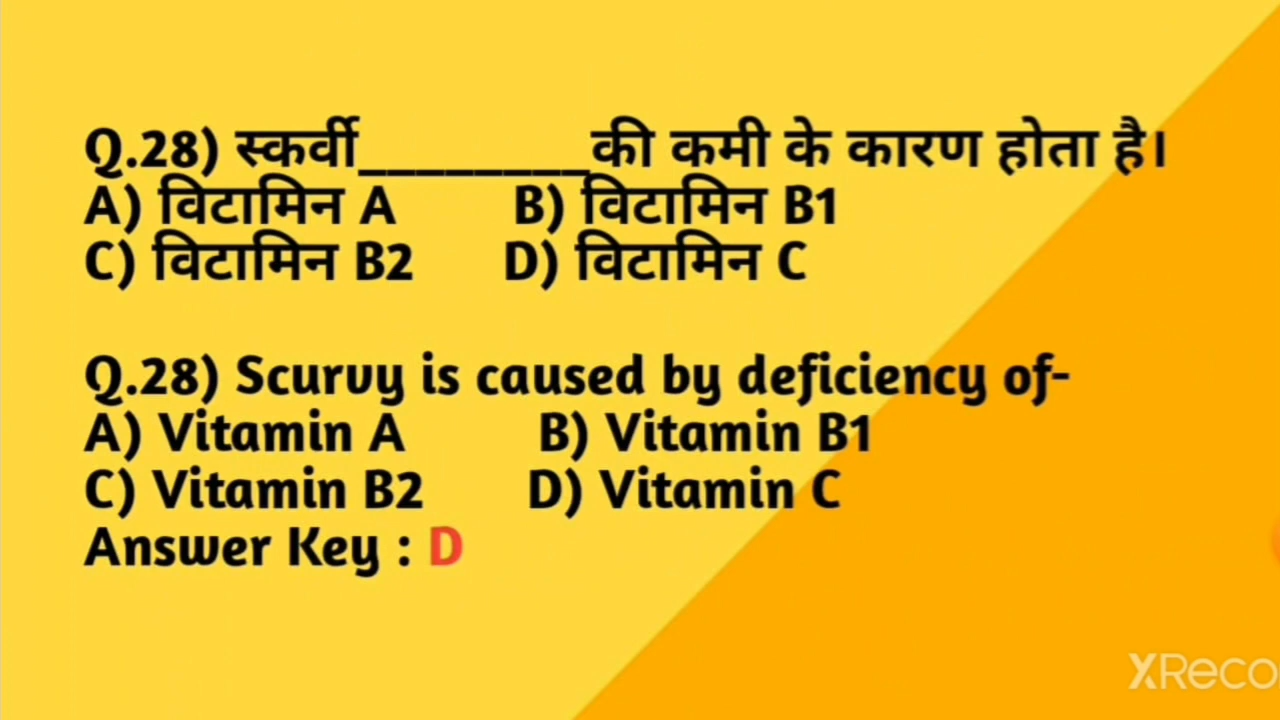 Q.28) स्कर्वी_________की कमी के कारण होता है।
A) विटामिन A B) विटामिन B1
C) विटामिन B2 D) विटामिन C
Q.28) Scurvy is caused by deficiency of-
A) Vitamin A B) Vitamin B1
C) Vitamin B2 D) Vitamin C
Answer Key : D
XReco